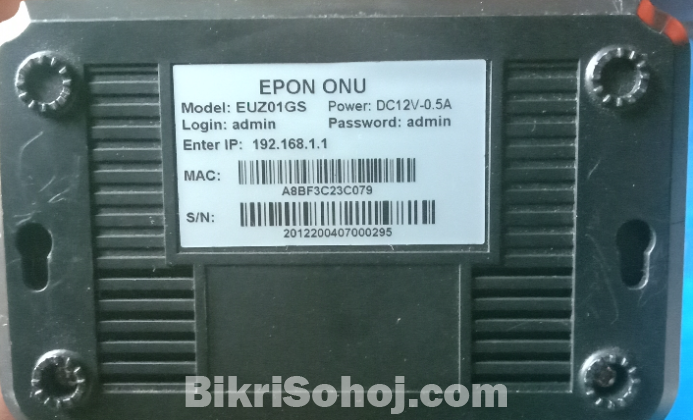 EPON ONU
Model: EUZ01GS Power: DC12V-0.5A
Login: admin Password: admin
Enter IP: 192.168.1.1
MAC:
A8BF3C23C079
S/N:
2012200407000295
BikriSohoj.com